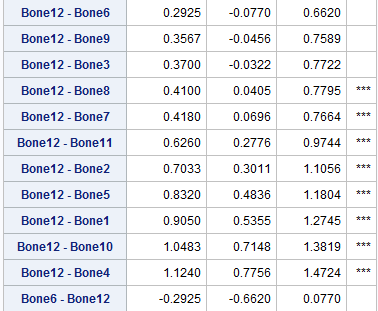 Bone12 - Bone6 0.2925 -0.0770 0.6620
Bone12 - Bone9 0.3567 -0.0456 0.7589
Bone12 - Bone3 0.3700 -0.0322 0.7722
Bone12 - Bone8 0.4100 0.0405 0.7795 ***
Bone12 - Bone7 0.4180 0.0696 0.7664 ***
Bone12 - Bone11 0.6260 0.2776 0.9744 ***
Bone12 - Bone2 0.7033 0.3011 1.1056 ***
Bone12 - Bone5 0.8320 0.4836 1.1804 ***
Bone12 - Bone1 0.9050 0.5355 1.2745 ***
Bone12 - Bone10 1.0483 0.7148 1.3819 ***
Bone12 - Bone4 1.1240 0.7756 1.4724 ***
Bone6 - Bone12 -0.2925 -0.6620 0.0770